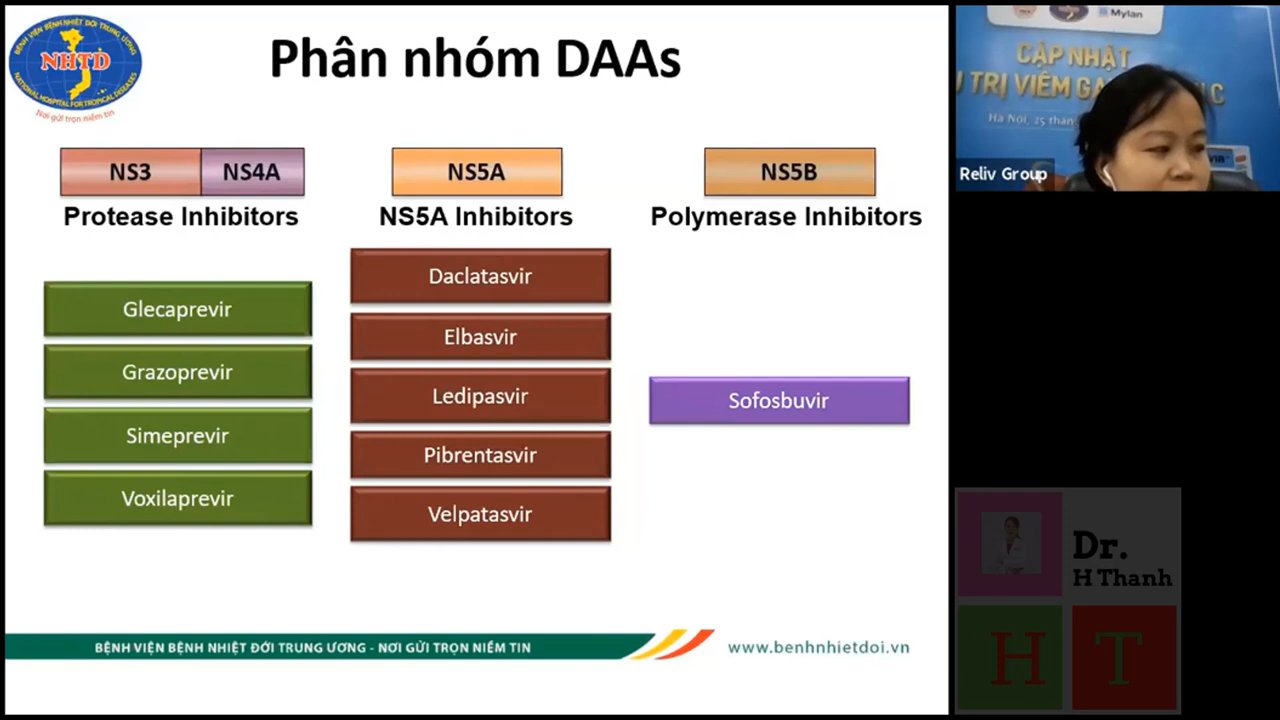 BỆNH VIỆN BỆNH NHIỆT ĐỚI TRUNG ƯƠNG
NHTD
NATIONAL HOSPITAL FOR TROPICAL DISEASES
Nơi gửi trọn niềm tin
Phân nhóm DAAs
NS3 NS4A
Protease Inhibitors
Glecaprevir
Grazoprevir
Simeprevir
Voxilaprevir
NS5A
NS5A Inhibitors
Daclatasvir
Elbasvir
Ledipasvir
Pibrentasvir
Velpatasvir
NS5B
Polymerase Inhibitors
Sofosbuvir
BỆNH VIỆN BỆNH NHIỆT ĐỚI TRUNG ƯƠNG - NƠI GỬI TRỌN NIỀM TIN
www.benhnhietdoi.vn
Mylan
CẬP NHẬT
TRỊ VIÊM
Hà Nội, 25
Reliv Group
Dr.
H Thanh
H T